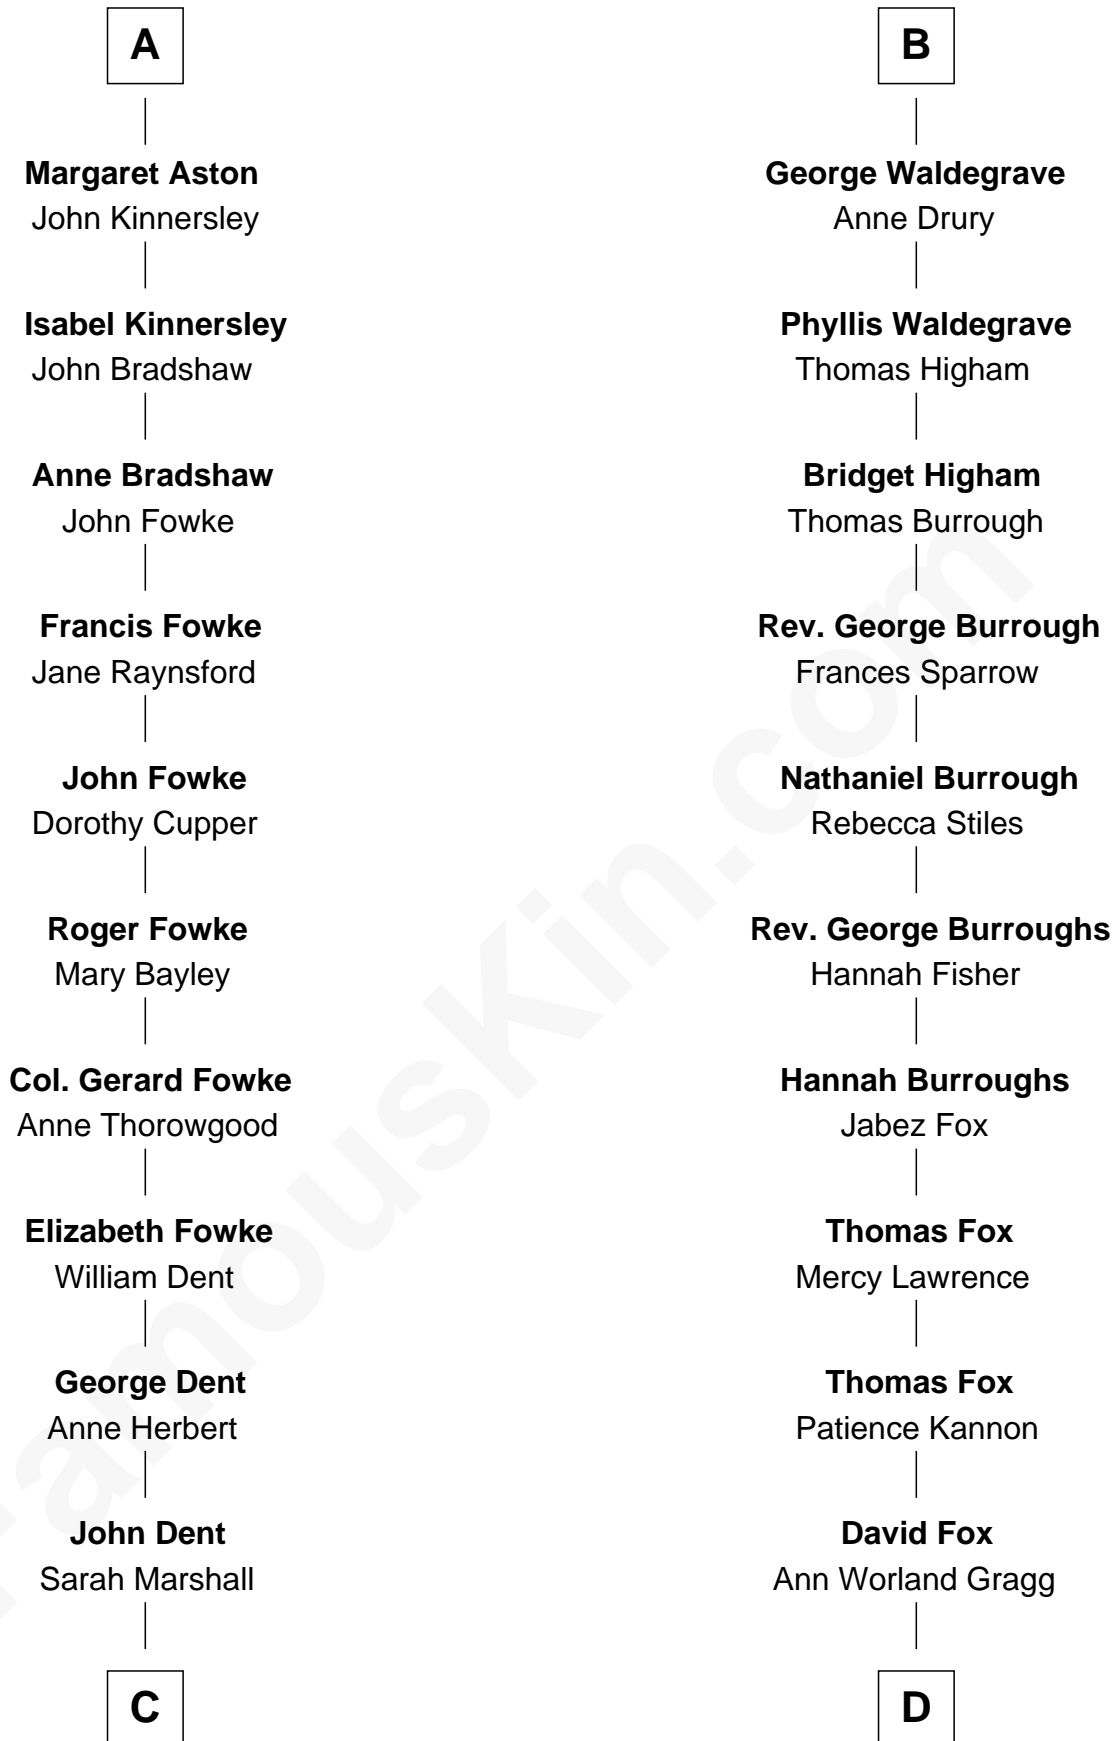 A
Margaret Aston
John Kinnersley
Isabel Kinnersley
John Bradshaw
Anne Bradshaw
John Fowke
Francis Fowke
Jane Raynsford
John Fowke
Dorothy Cupper
Roger Fowke
Mary Bayley
Col. Gerard Fowke
Anne Thorowgood
Elizabeth Fowke
William Dent
George Dent
Anne Herbert
John Dent
Sarah Marshall
C
B
George Waldegrave
Anne Drury
Phyllis Waldegrave
Thomas Higham
Bridget Higham
Thomas Burrough
Rev. George Burrough
Frances Sparrow
Nathaniel Burrough
Rebecca Stiles
Rev. George Burroughs
Hannah Fisher
Hannah Burroughs
Jabez Fox
Thomas Fox
Mercy Lawrence
Thomas Fox
Patience Kannon
David Fox
Ann Worland Gragg
D
FamousKin.com